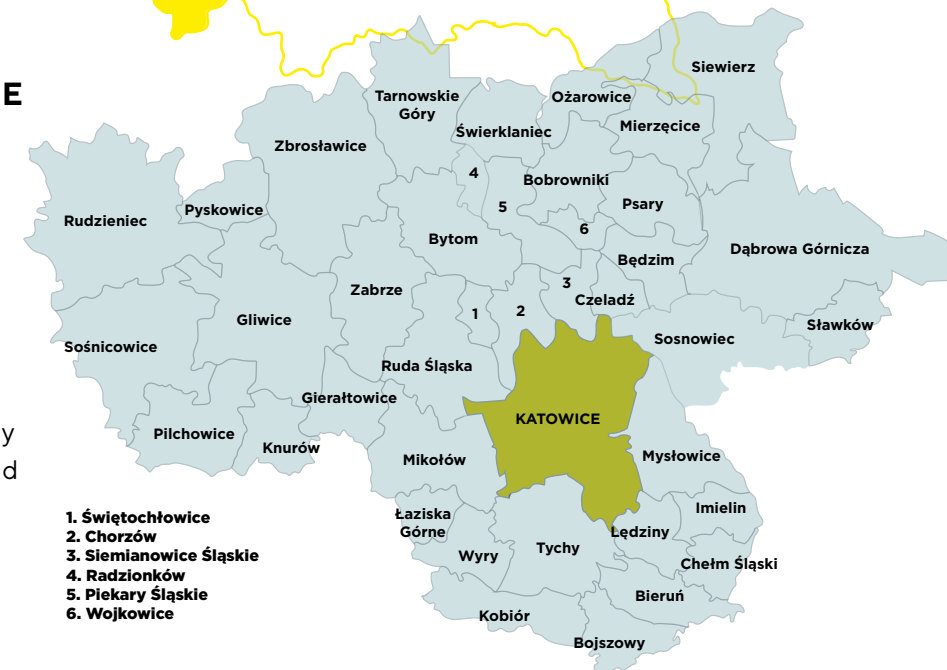 E
Siewierz
Tarnowskie
Góry
Ożarowice
Świerklaniec
Mierzęcice
Zbrosławice
4
Bobrowniki
5
Psary
Rudzieniec
Pyskowice
6
Bytom
Dąbrowa Górnicza
Będzim
3
Zabrze
Czeladź
1
2
Gliwice
Sławków
Sośnicowice
Sosnowiec
Ruda Śląska
Gierałtowice
KATOWICE
y
Pilchowice
Knurów
Mikołów
Mysłowice
d
Łaziska
Górne
Imielin
Lędziny
Wyry
Tychy
Chełm Śląski
Bieruń
Kobiór
Bojszowy
1. Świętochłowice
2. Chorzów
3. Siemianowice Śląskie
4. Radzionków
5. Piekary Śląskie
6. Wojkowice